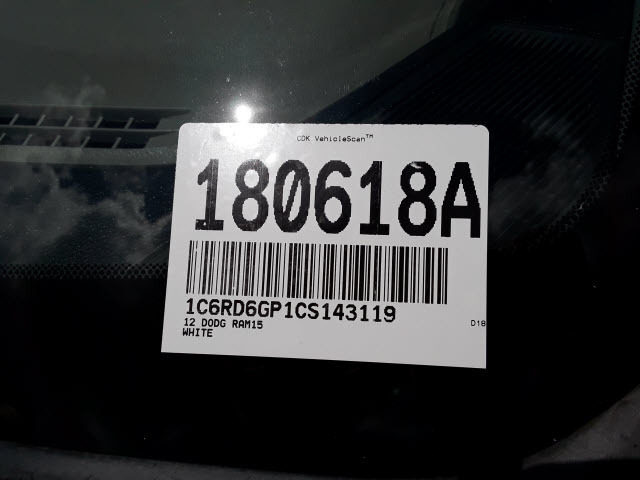 CDK VehicleScan™
180618A
1C6RD6GP1CS143119
12 DODG RAM15 D18
WHITE